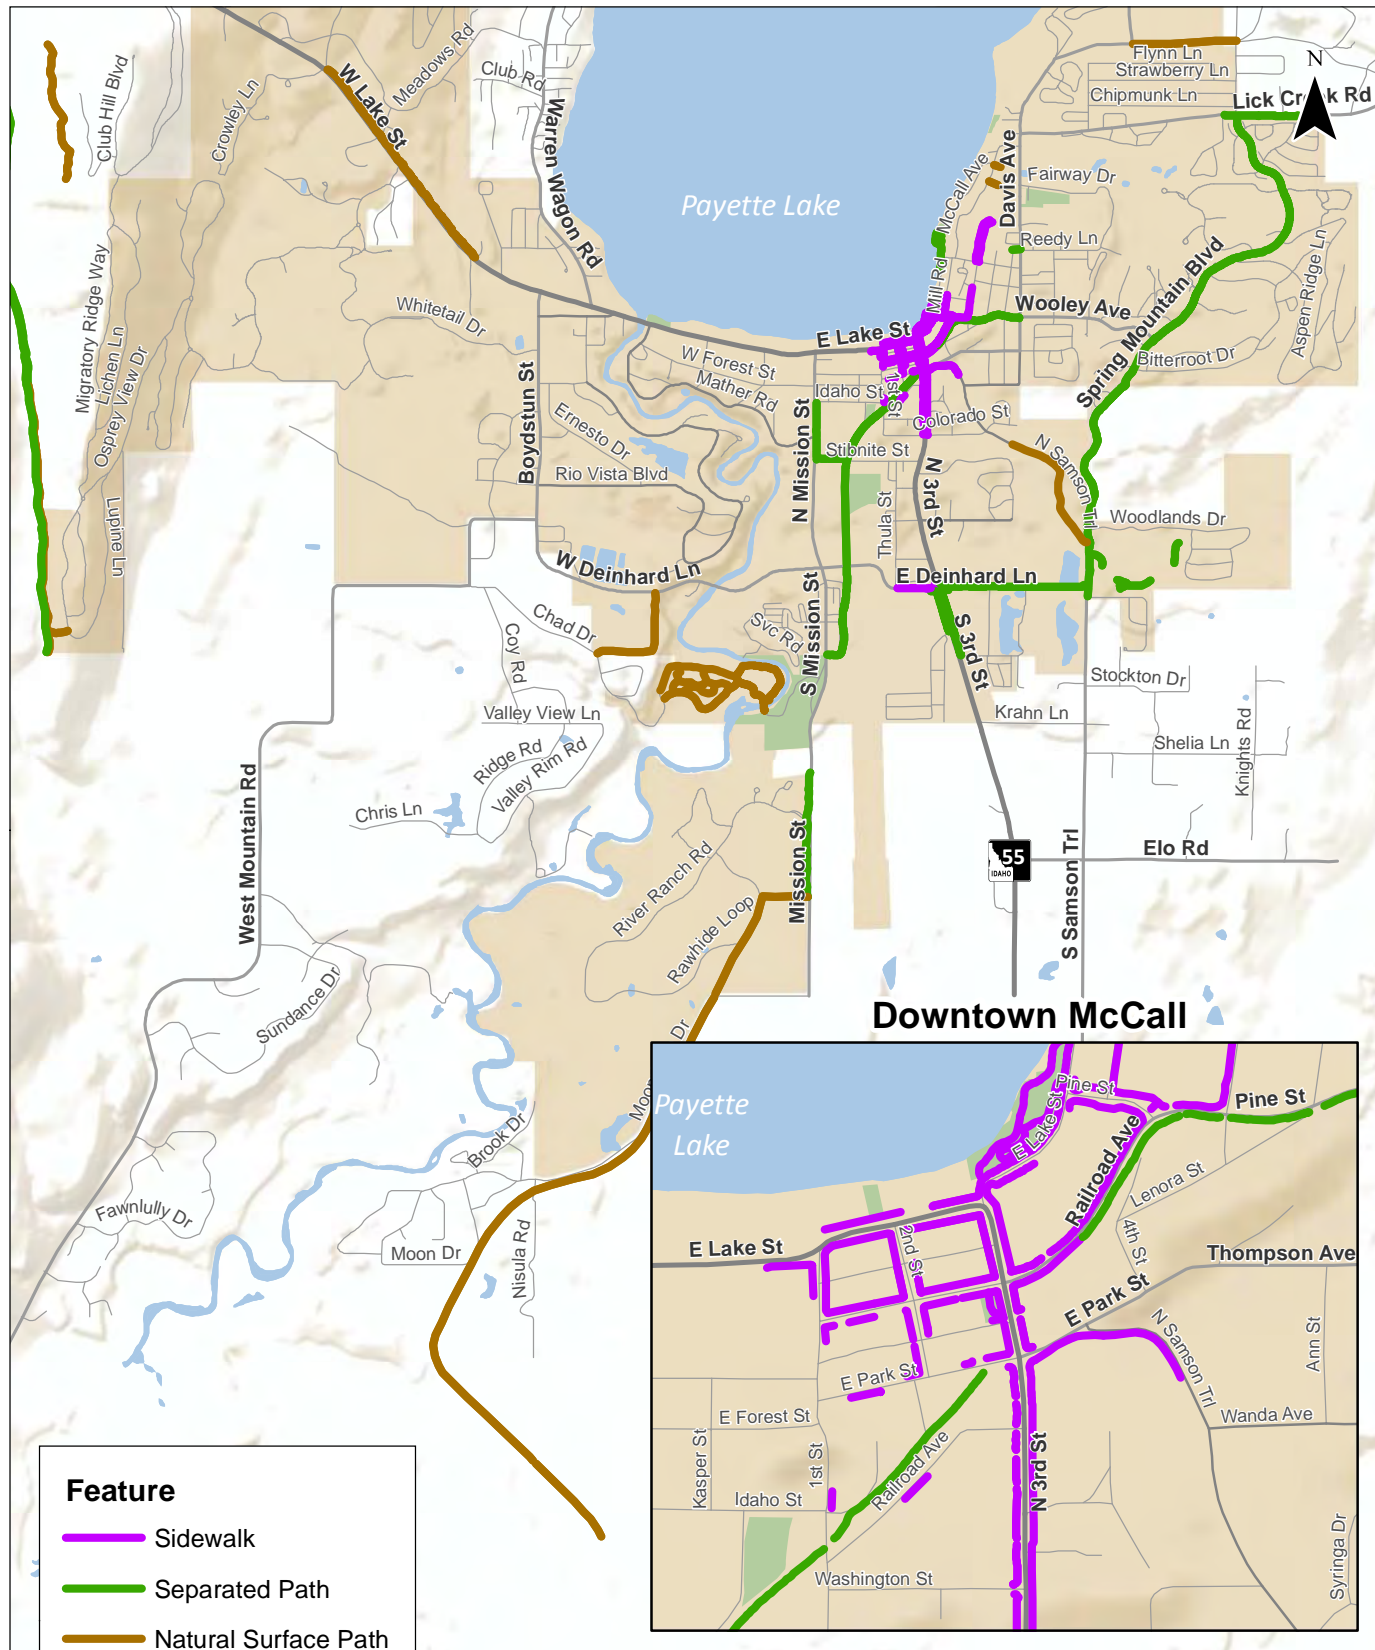 Flynn Ln
Strawberry Ln
Chipmunk Ln
Lick Creek Rd
N
Club Hill Blvd
Crowley Ln
W Lake St
Meadows Rd
Club Rd
Warren Wagon Rd
Payette Lake
McCall Ave
Davis Ave
Fairway Dr
Reedy Ln
Mill Rd
Wooley Ave
Spring Mountain Blvd
Aspen Ridge Ln
Bitterroot Dr
Migratory Ridge Way
Lichen Ln
Osprey View Dr
Lupine Ln
Whitetail Dr
Boydstun St
E Lake St
W Forest St
Mather Rd
Idaho St
1st St
Colorado St
Ernesto Dr
Rio Vista Blvd
N Mission St
Stibnite St
Thula St
N 3rd St
N Samson Trl
Woodlands Dr
W Deinhard Ln
E Deinhard Ln
Chad Dr
Coy Rd
Svc Rd
S Mission St
S 3rd St
Stockton Dr
Krahn Ln
Shelia Ln
Knights Rd
Valley View Ln
Ridge Rd
Valley Rim Rd
Chris Ln
West Mountain Rd
Mission St
River Ranch Rd
Rawhide Loop
55
IDAHO
Elo Rd
S Samson Trl
Sundance Dr
Moon Dr
Brook Dr
Fawnlully Dr
Moon Dr
Nisula Rd
Downtown McCall
Payette
Lake
Pine St
E Lake St
Pine St
Railroad Ave
Lenora St
4th St
E Lake St
2nd St
Thompson Ave
E Park St
N Samson Trl
Ann St
E Park St
E Forest St
Wanda Ave
Kasper St
1st St
Railroad Ave
N 3rd St
Idaho St
Washington St
Syringa Dr
Feature
Sidewalk
Separated Path
Natural Surface Path